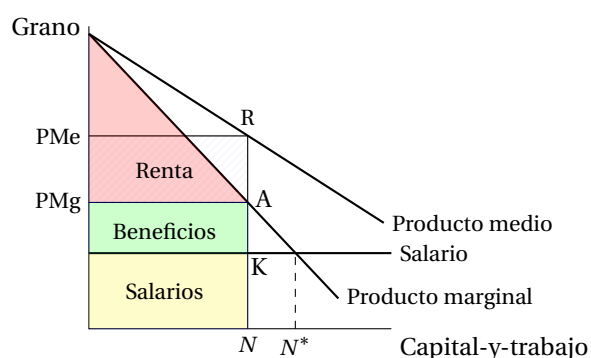 Grano
R
PMe
Renta
PMg
A
Producto medio
Beneficios
Salario
K
Salarios
Producto marginal
N
N*
Capital-y-trabajo